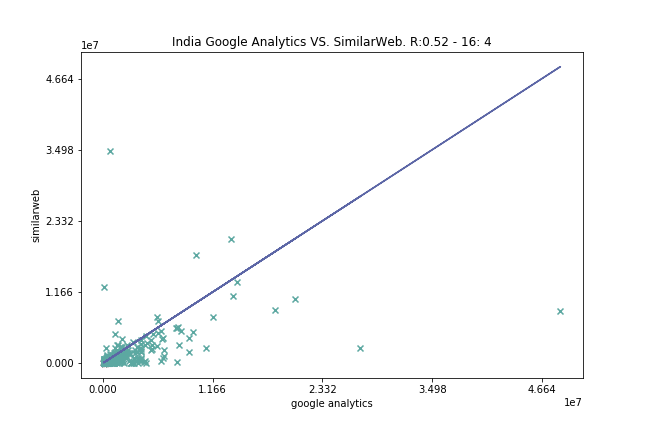 India Google Analytics VS. SimilarWeb. R:0.52 - 16: 4
1e7
4.664
3.498
2.332
1.166
0.000
similarweb
0.000 1.166 2.332 3.498 4.664
google analytics
1e7